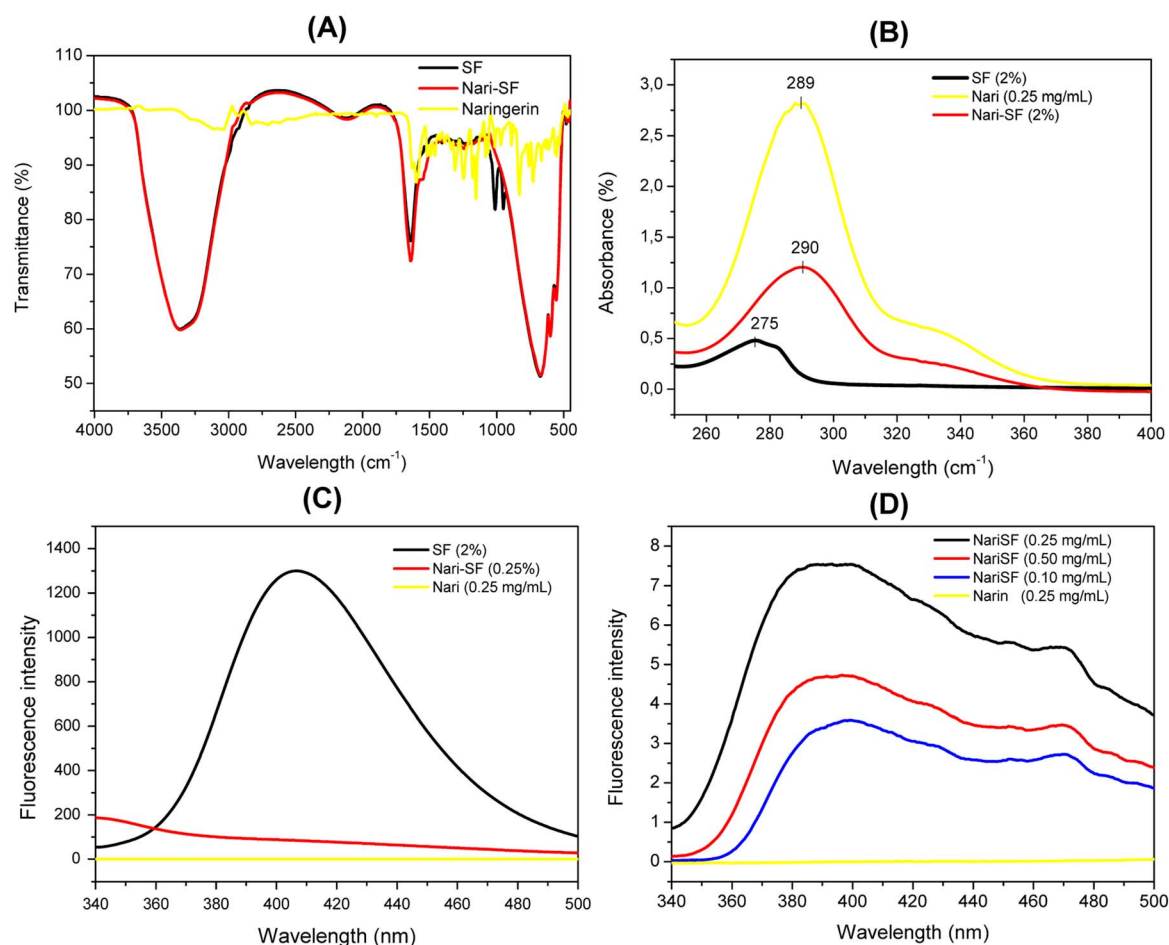 (A)
110
100
90
80
70
60
50
4000 3500 3000 2500 2000 1500 1000 500
Transmittance (%)
Wavelength (cm-1)
SF
Nari-SF
Naringerin
(B)
3,0
2,5
2,0
1,5
1,0
0,5
0,0
260 280 300 320 340 360 380 400
Absorbance (%)
Wavelength (cm-1)
289
290
275
SF (2%)
Nari (0.25 mg/mL)
Nari-SF (2%)
(C)
1400
1200
1000
800
600
400
200
0
340 360 380 400 420 440 460 480 500
Fluorescence intensity
Wavelength (nm)
SF (2%)
Nari-SF (0.25%)
Nari (0.25 mg/mL)
(D)
8
7
6
5
4
3
2
1
0
340 360 380 400 420 440 460 480 500
Fluorescence intensity
Wavelength (nm)
NariSF (0.25 mg/mL)
NariSF (0.50 mg/mL)
NariSF (0.10 mg/mL)
Narin (0.25 mg/mL)